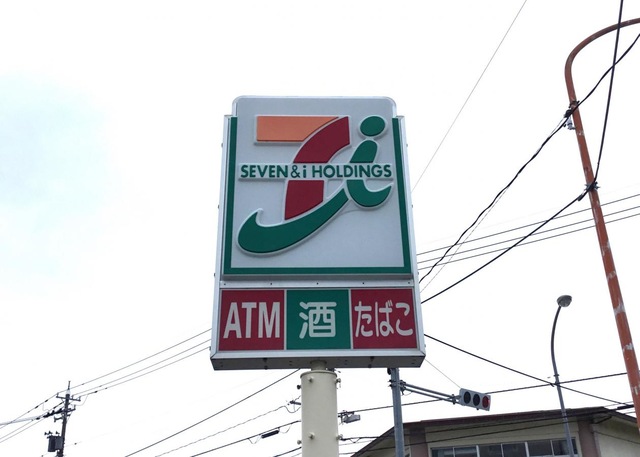 SEVEN&i HOLDINGS
ATM 酒 たばこ